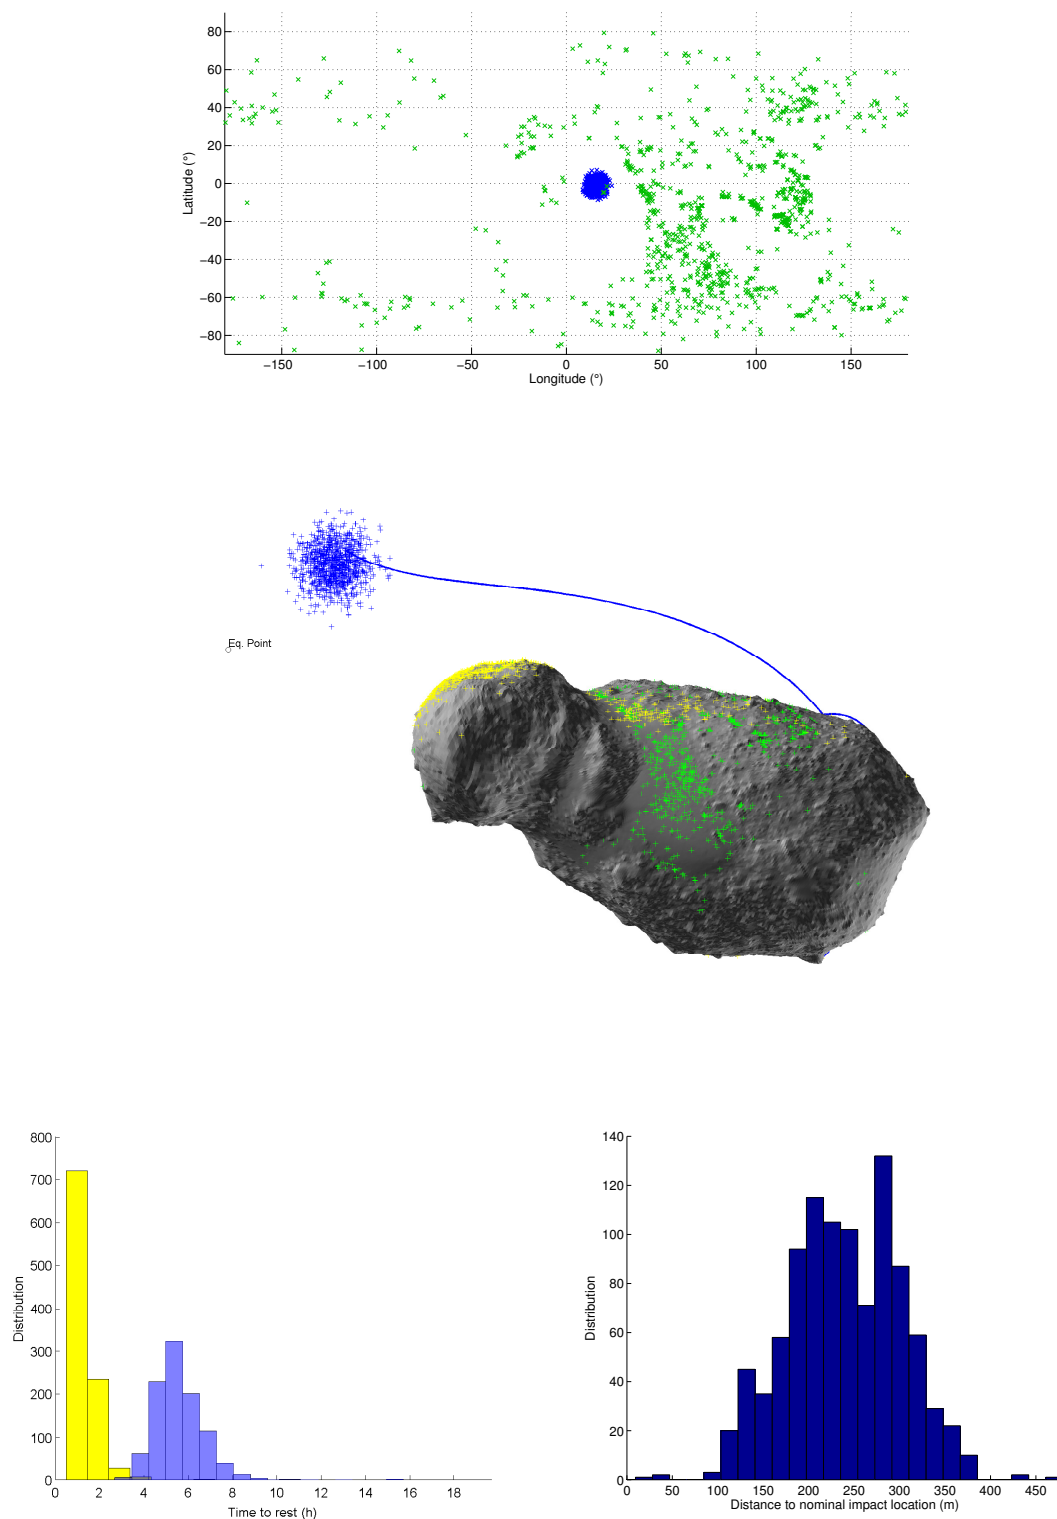 80
60
40
20
0
−20
−40
−60
−80
Latitude (°)
−150 −100 −50 0 50 100 150
Longitude (°)
Eq. Point
800
700
600
500
400
300
200
100
0
Distribution
0 2 4 6 8 10 12 14 16 18
Time to rest (h)
140
120
100
80
60
40
20
0
Distribution
0 50 100 150 200 250 300 350 400 450
Distance to nominal impact location (m)